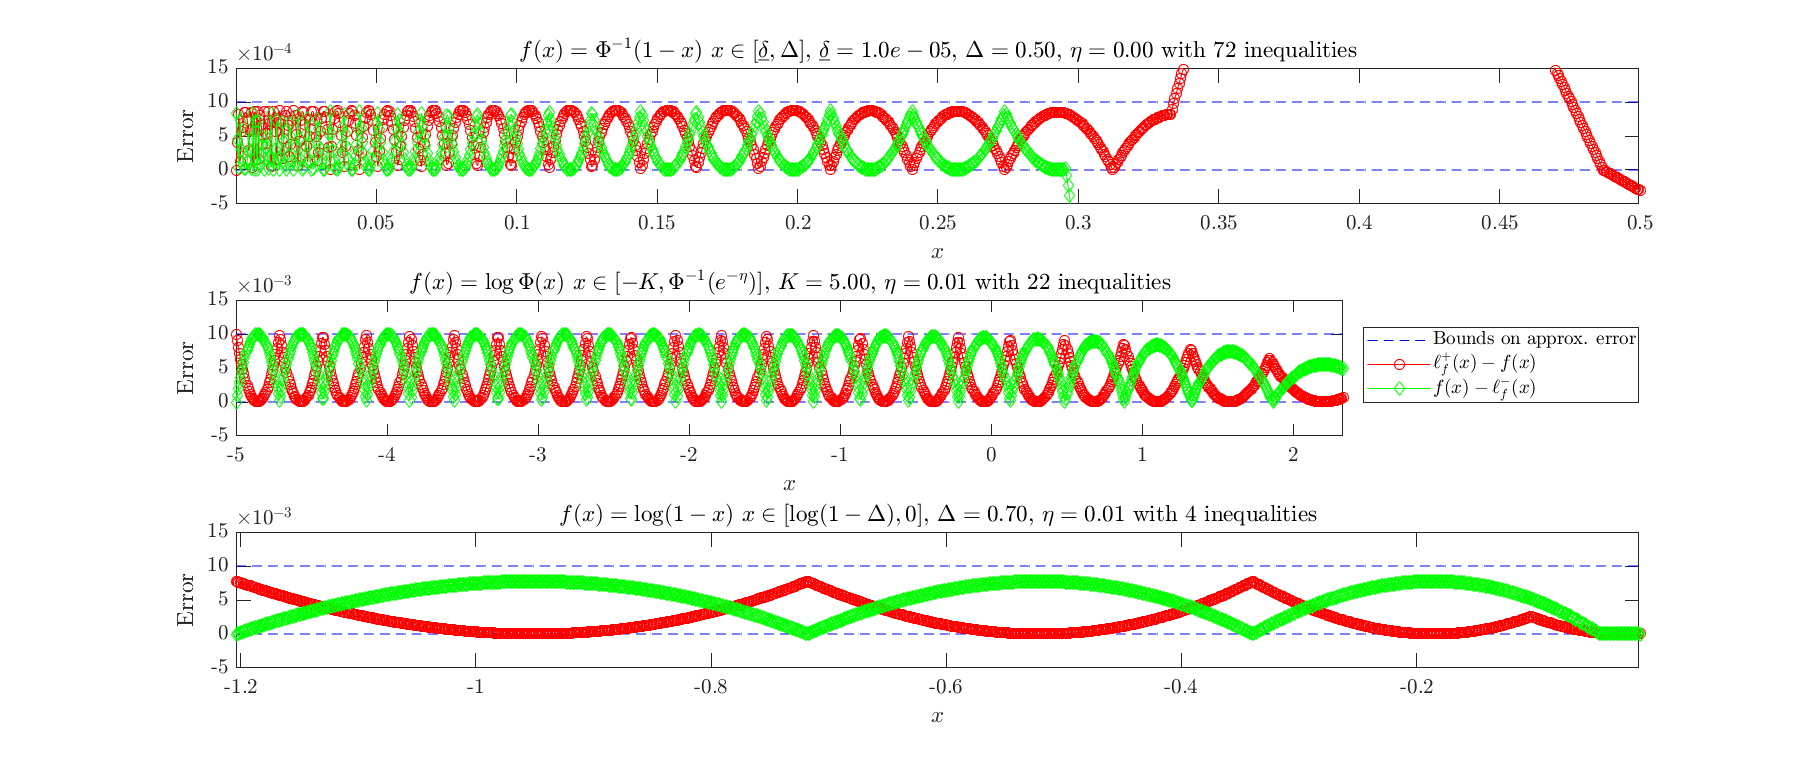 ×10⁻⁴
f(x) = Φ⁻¹(1 − x) x ∈ [δ̲, Δ], δ̲ = 1.0e − 05, Δ = 0.50, η = 0.00 with 72 inequalities
15
10
5
0
-5
Error
0.05 0.1 0.15 0.2 0.25 0.3 0.35 0.4 0.45 0.5
x
×10⁻³
f(x) = log Φ(x) x ∈ [−K, Φ⁻¹(e^{−η})], K = 5.00, η = 0.01 with 22 inequalities
15
10
5
0
-5
Error
-5 -4 -3 -2 -1 0 1 2
x
Bounds on approx. error
ℓ_f⁺(x) − f(x)
f(x) − ℓ_f⁻(x)
×10⁻³
f(x) = log(1 − x) x ∈ [log(1 − Δ), 0], Δ = 0.70, η = 0.01 with 4 inequalities
15
10
5
0
-5
Error
-1.2 -1 -0.8 -0.6 -0.4 -0.2
x